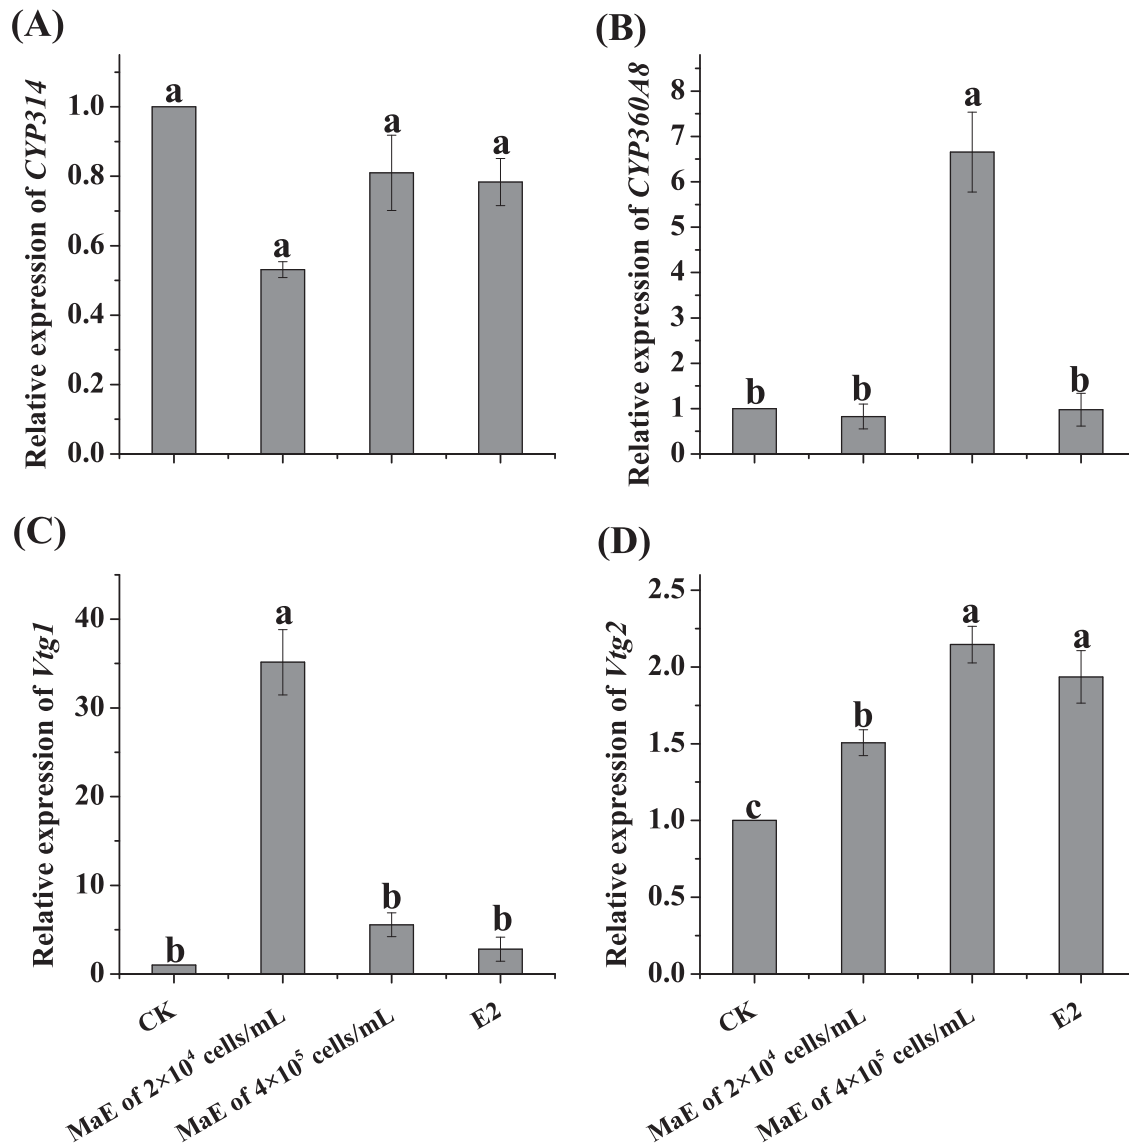 (A)
Relative expression of CYP314
1.0
0.8
0.6
0.4
0.2
0.0
a
a
a
a
(B)
Relative expression of CYP360A8
8
7
6
5
4
3
2
1
0
b
b
a
b
(C)
Relative expression of Vtg1
40
30
20
10
0
b
a
b
b
CK
MaE of 2×10⁴ cells/mL
MaE of 4×10⁵ cells/mL
E2
(D)
Relative expression of Vtg2
2.5
2.0
1.5
1.0
0.5
0.0
c
b
a
a
CK
MaE of 2×10⁴ cells/mL
MaE of 4×10⁵ cells/mL
E2